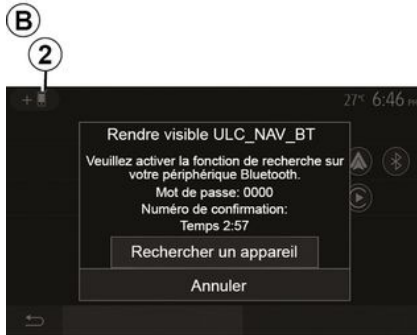 B
2
27°C 6:46 PM
Rendre visible ULC_NAV_BT
Veuillez activer la fonction de recherche sur
votre périphérique Bluetooth.
Mot de passe: 0000
Numéro de confirmation:
Temps 2:57
Rechercher un appareil
Annuler